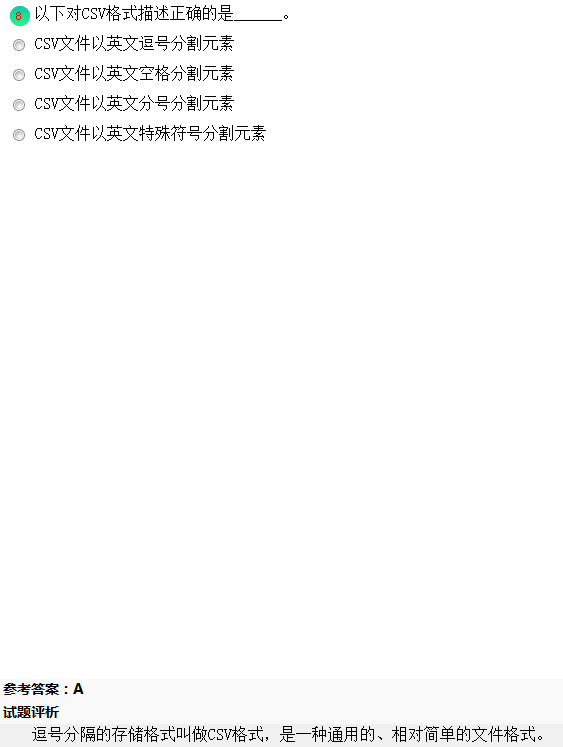 8 以下对CSV格式描述正确的是______。
CSV文件以英文逗号分割元素
CSV文件以英文空格分割元素
CSV文件以英文分号分割元素
CSV文件以英文特殊符号分割元素
参考答案：A
试题评析
逗号分隔的存储格式叫做CSV格式，是一种通用的、相对简单的文件格式。